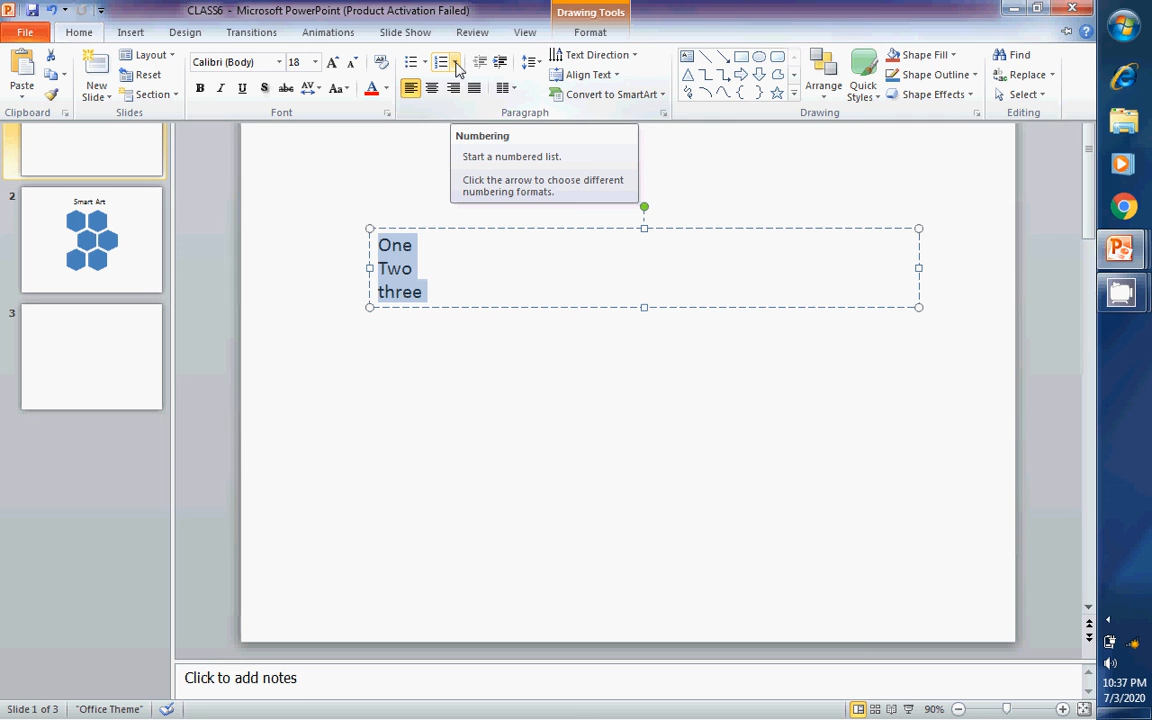 CLASS6 - Microsoft PowerPoint (Product Activation Failed)
Drawing Tools
File
Home
Insert
Design
Transitions
Animations
Slide Show
Review
View
Format
Paste
Clipboard
New
Slide
Layout
Reset
Section
Slides
Calibri (Body)
18
B I U S abc AV Aa A
Font
Text Direction
Align Text
Convert to SmartArt
Paragraph
Arrange
Quick
Styles
Shape Fill
Shape Outline
Shape Effects
Drawing
Find
Replace
Select
Editing
Numbering
Start a numbered list.
Click the arrow to choose different
numbering formats.
2
Smart Art
3
One
Two
three
Click to add notes
Slide 1 of 3
"Office Theme"
90%
10:37 PM
7/3/2020